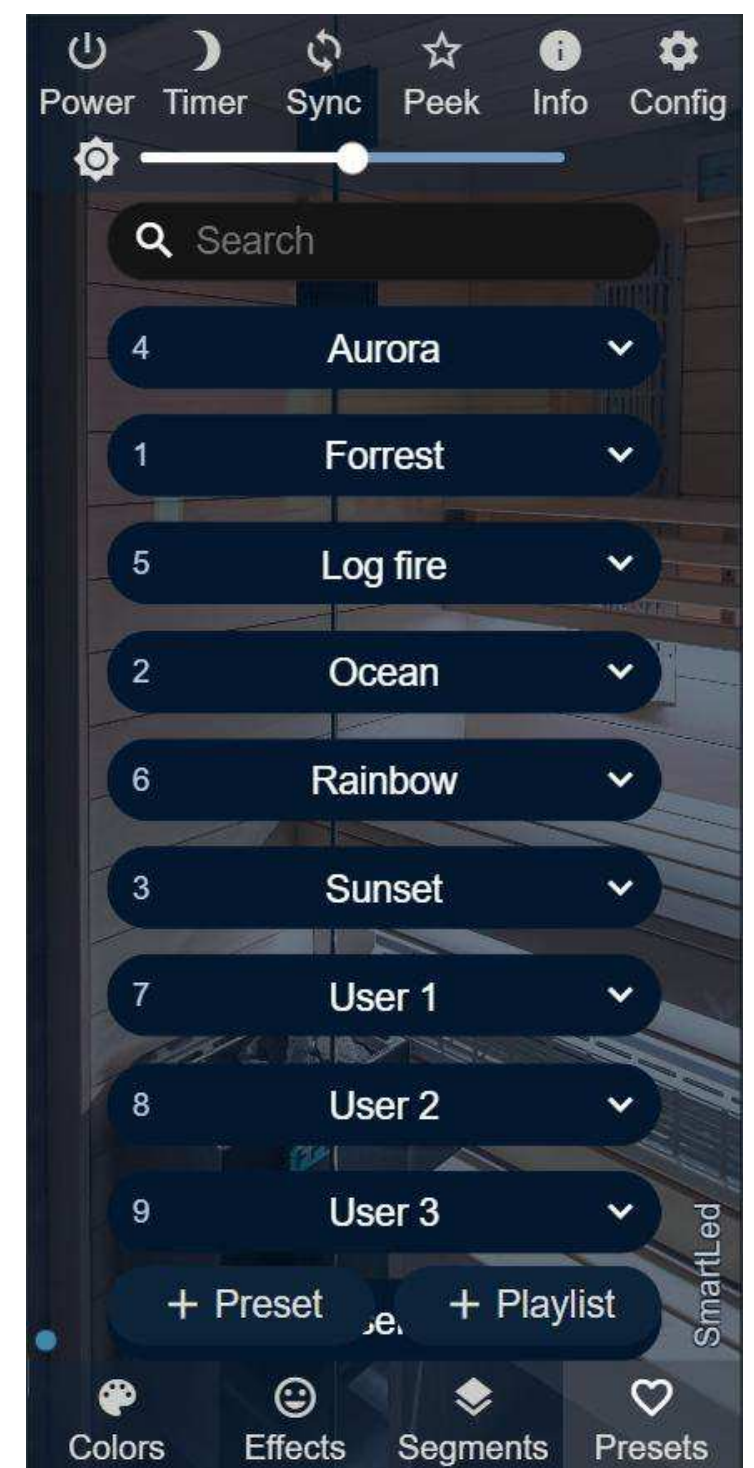 Power Timer Sync Peek Info Config
Search
4 Aurora
1 Forrest
5 Log fire
2 Ocean
6 Rainbow
3 Sunset
7 User 1
8 User 2
9 User 3
+ Preset + Playlist
SmartLed
Colors Effects Segments Presets